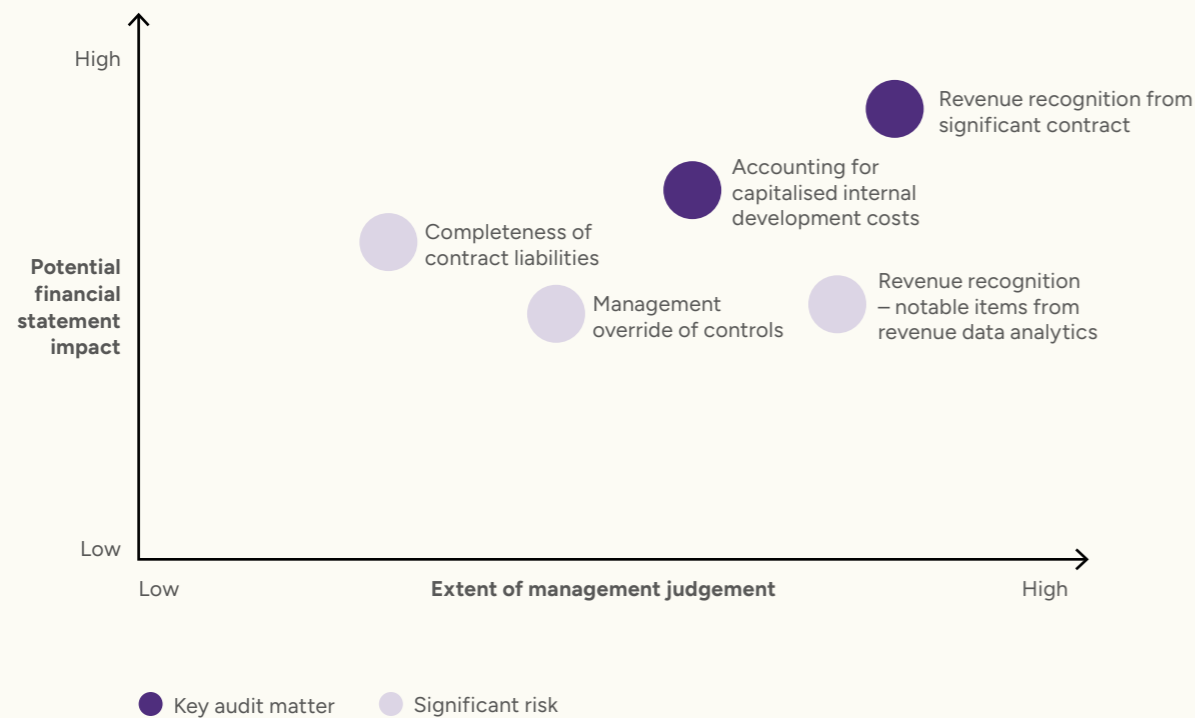 High
Revenue recognition from
significant contract
Accounting for
capitalised internal
development costs
Completeness of
contract liabilities
Potential
financial
statement
impact
Management
override of controls
Revenue recognition
– notable items from
revenue data analytics
Low
Low
Extent of management judgement
High
Key audit matter
Significant risk